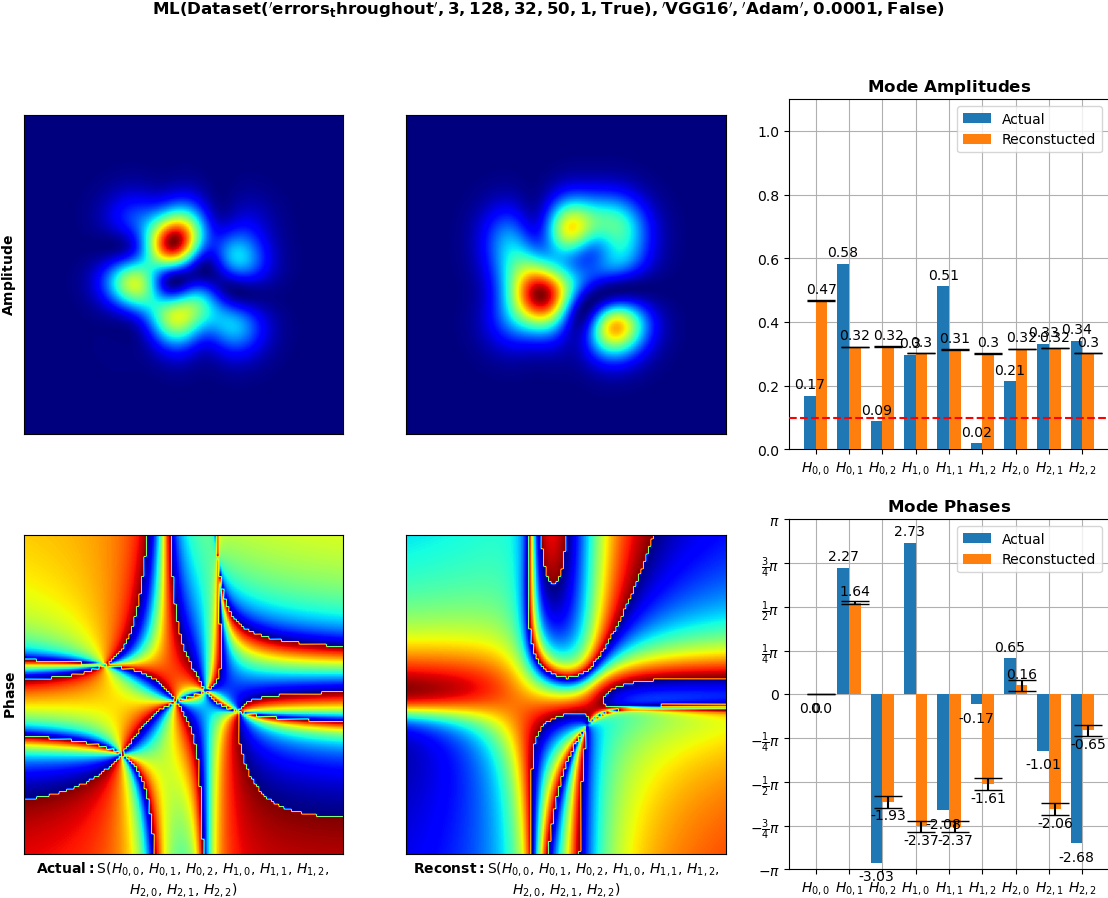 ML(Dataset('errors_throughout', 3, 128, 32, 50, 1, True), 'VGG16', 'Adam', 0.0001, False)
Mode Amplitudes
Amplitude
1.0
0.8
0.6
0.4
0.2
0.0
Actual
Reconstucted
0.17 0.47 0.58 0.32 0.09 0.32 0.3 0.3 0.51 0.31 0.02 0.3 0.21 0.32 0.33 0.32 0.34 0.3
H0,0 H0,1 H0,2 H1,0 H1,1 H1,2 H2,0 H2,1 H2,2
Mode Phases
Phase
π
3/4π
1/2π
1/4π
0
−1/4π
−1/2π
−3/4π
−π
Actual
Reconstucted
0.0 0.0 2.27 1.64 -3.03 -1.93 2.73 -2.37 -2.08 -2.37 -0.17 -1.61 0.65 0.16 -1.01 -2.06 -2.68 -0.65
H0,0 H0,1 H0,2 H1,0 H1,1 H1,2 H2,0 H2,1 H2,2
Actual: S(H0,0, H0,1, H0,2, H1,0, H1,1, H1,2,
H2,0, H2,1, H2,2)
Reconst: S(H0,0, H0,1, H0,2, H1,0, H1,1, H1,2,
H2,0, H2,1, H2,2)